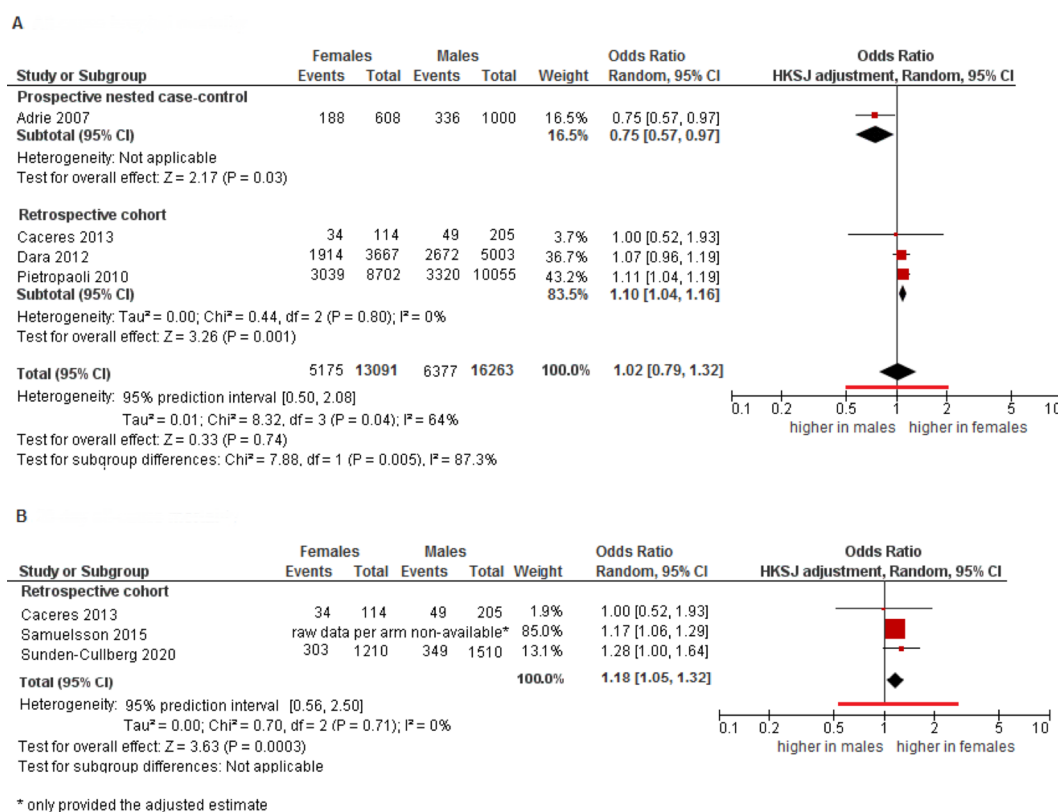 A
Females Males Odds Ratio Odds Ratio
Study or Subgroup Events Total Events Total Weight Random, 95% CI HKSJ adjustment, Random, 95% CI
Prospective nested case-control
Adrie 2007 188 608 336 1000 16.5% 0.75 [0.57, 0.97]
Subtotal (95% CI) 16.5% 0.75 [0.57, 0.97]
Heterogeneity: Not applicable
Test for overall effect: Z = 2.17 (P = 0.03)
Retrospective cohort
Caceres 2013 34 114 49 205 3.7% 1.00 [0.52, 1.93]
Dara 2012 1914 3667 2672 5003 36.7% 1.07 [0.96, 1.19]
Pietropaoli 2010 3039 8702 3320 10055 43.2% 1.11 [1.04, 1.19]
Subtotal (95% CI) 83.5% 1.10 [1.04, 1.16]
Heterogeneity: Tau² = 0.00; Chi² = 0.44, df = 2 (P = 0.80); I² = 0%
Test for overall effect: Z = 3.26 (P = 0.001)
Total (95% CI) 5175 13091 6377 16263 100.0% 1.02 [0.79, 1.32]
Heterogeneity: 95% prediction interval [0.50, 2.08]
Tau² = 0.01; Chi² = 8.32, df = 3 (P = 0.04); I² = 64%
Test for overall effect: Z = 0.33 (P = 0.74)
Test for subgroup differences: Chi² = 7.88, df = 1 (P = 0.005), I² = 87.3%
0.1 0.2 0.5 1 2 5 10
higher in males higher in females
B
Females Males Odds Ratio Odds Ratio
Study or Subgroup Events Total Events Total Weight Random, 95% CI HKSJ adjustment, Random, 95% CI
Retrospective cohort
Caceres 2013 34 114 49 205 1.9% 1.00 [0.52, 1.93]
Samuelsson 2015 raw data per arm non-available* 85.0% 1.17 [1.06, 1.29]
Sunden-Cullberg 2020 303 1210 349 1510 13.1% 1.28 [1.00, 1.64]
Total (95% CI) 100.0% 1.18 [1.05, 1.32]
Heterogeneity: 95% prediction interval [0.56, 2.50]
Tau² = 0.00; Chi² = 0.70, df = 2 (P = 0.71); I² = 0%
Test for overall effect: Z = 3.63 (P = 0.0003)
Test for subgroup differences: Not applicable
0.1 0.2 0.5 1 2 5 10
higher in males higher in females
* only provided the adjusted estimate